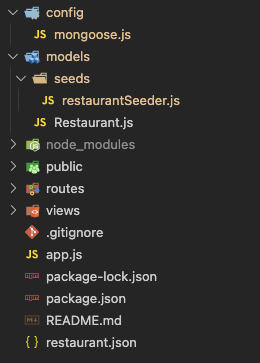 config
JS mongoose.js
models
seeds
JS restaurantSeeder.js
JS Restaurant.js
node_modules
public
routes
views
.gitignore
JS app.js
package-lock.json
package.json
README.md
{ } restaurant.json